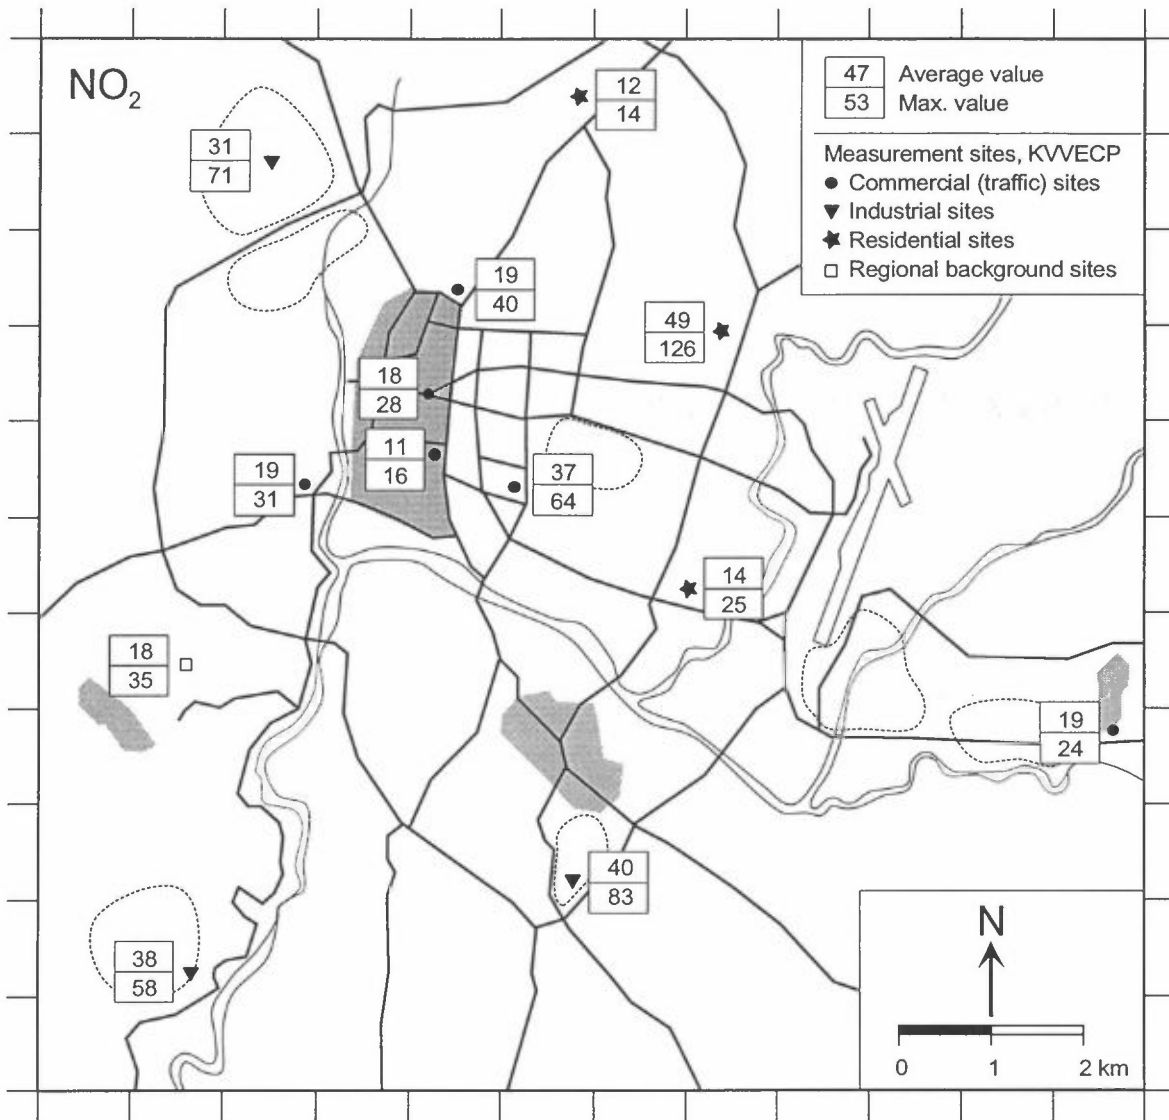 NO2
12
14
47 Average value
53 Max. value
Measurement sites, KVVECP
Commercial (traffic) sites
Industrial sites
Residential sites
Regional background sites
31
71
19
40
49
126
18
28
11
16
19
31
37
64
14
25
18
35
19
24
40
83
38
58
N
0 1 2 km